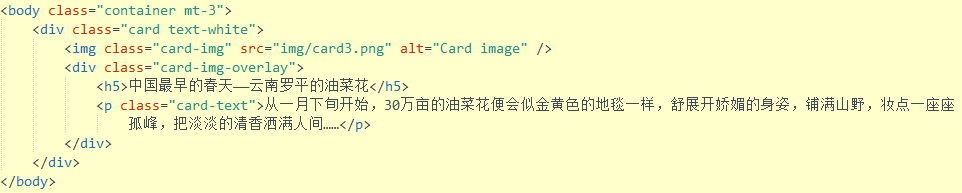 <body class="container mt-3">
<div class="card text-white">
<img class="card-img" src="img/card3.png" alt="Card image" />
<div class="card-img-overlay">
<h5>中国最早的春天——云南罗平的油菜花</h5>
<p class="card-text">从一月下旬开始，30万亩的油菜花便会似金黄色的地毯一样，舒展开娇媚的身姿，铺满山野，妆点一座座
孤峰，把淡淡的清香洒满人间……</p>
</div>
</div>
</body>